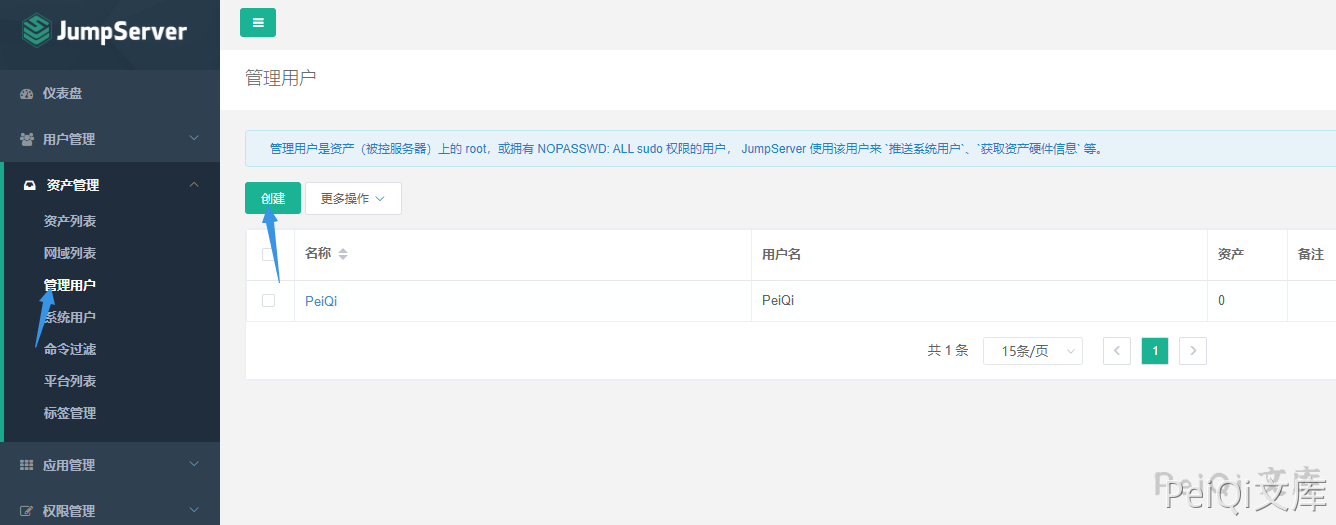 JumpServer
仪表盘
用户管理
资产管理
资产列表
网域列表
管理用户
系统用户
命令过滤
平台列表
标签管理
应用管理
权限管理
管理用户
管理用户是资产（被控服务器）上的 root，或拥有 NOPASSWD: ALL sudo 权限的用户， JumpServer 使用该用户来 `推送系统用户`、`获取资产硬件信息` 等。
创建 更多操作
名称 用户名 资产 备注
PeiQi PeiQi 0
共 1 条 15条/页 1
PeiQi 文库
PeiQi文库